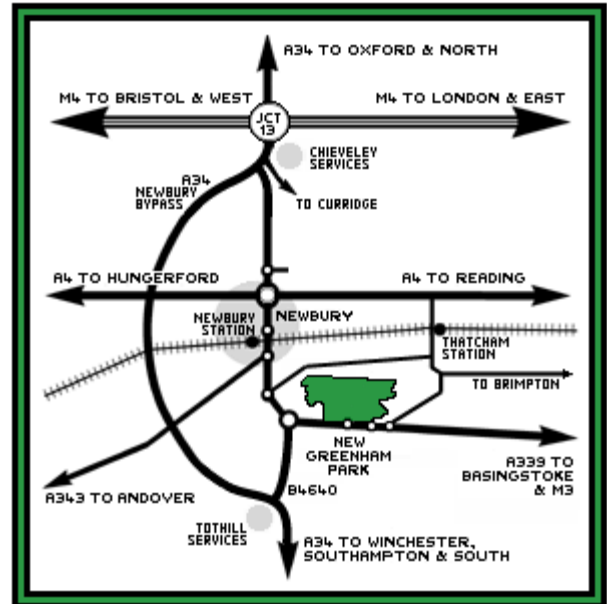 A34 TO OXFORD & NORTH
M4 TO BRISTOL & WEST
M4 TO LONDON & EAST
JCT
13
CHIEVELEY
SERVICES
A34
NEWBURY
BYPASS
TO CURRIDGE
A4 TO HUNGERFORD
A4 TO READING
NEWBURY
STATION
NEWBURY
THATCHAM
STATION
TO BRIMPTON
NEW
GREENHAM
PARK
A339 TO
BASINGSTOKE
& M3
A343 TO ANDOVER
B4640
TOTHILL
SERVICES
A34 TO WINCHESTER,
SOUTHAMPTON & SOUTH